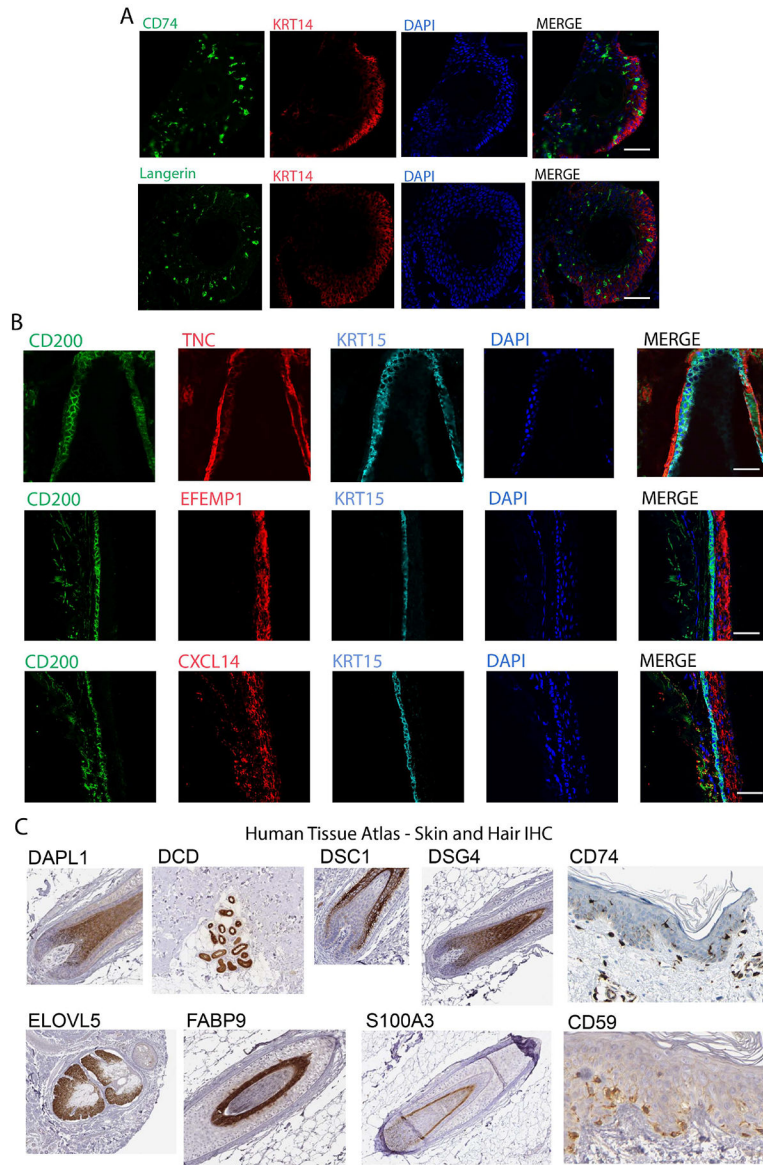 A
CD74 KRT14 DAPI MERGE
Langerin KRT14 DAPI MERGE
B
CD200 TNC KRT15 DAPI MERGE
CD200 EFEMP1 KRT15 DAPI MERGE
CD200 CXCL14 KRT15 DAPI MERGE
C
Human Tissue Atlas - Skin and Hair IHC
DAPL1 DCD DSC1 DSG4 CD74
ELOVL5 FABP9 S100A3 CD59